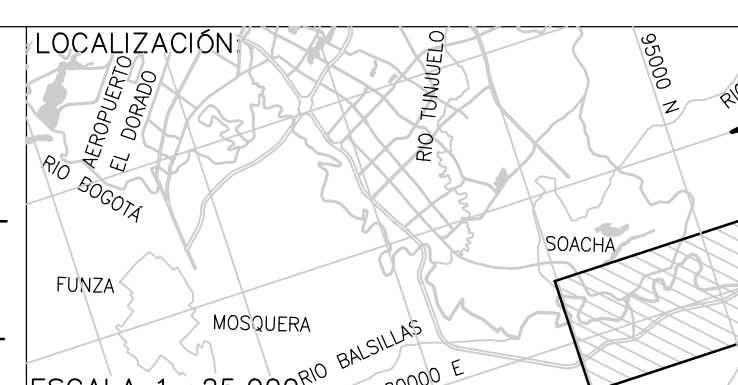 LOCALIZACIÓN:
AEROPUERTO
EL DORADO
RIO TUNJUELO
95000 N
RIO BOGOTÁ
SOACHA
FUNZA
MOSQUERA
RIO BALSILLAS